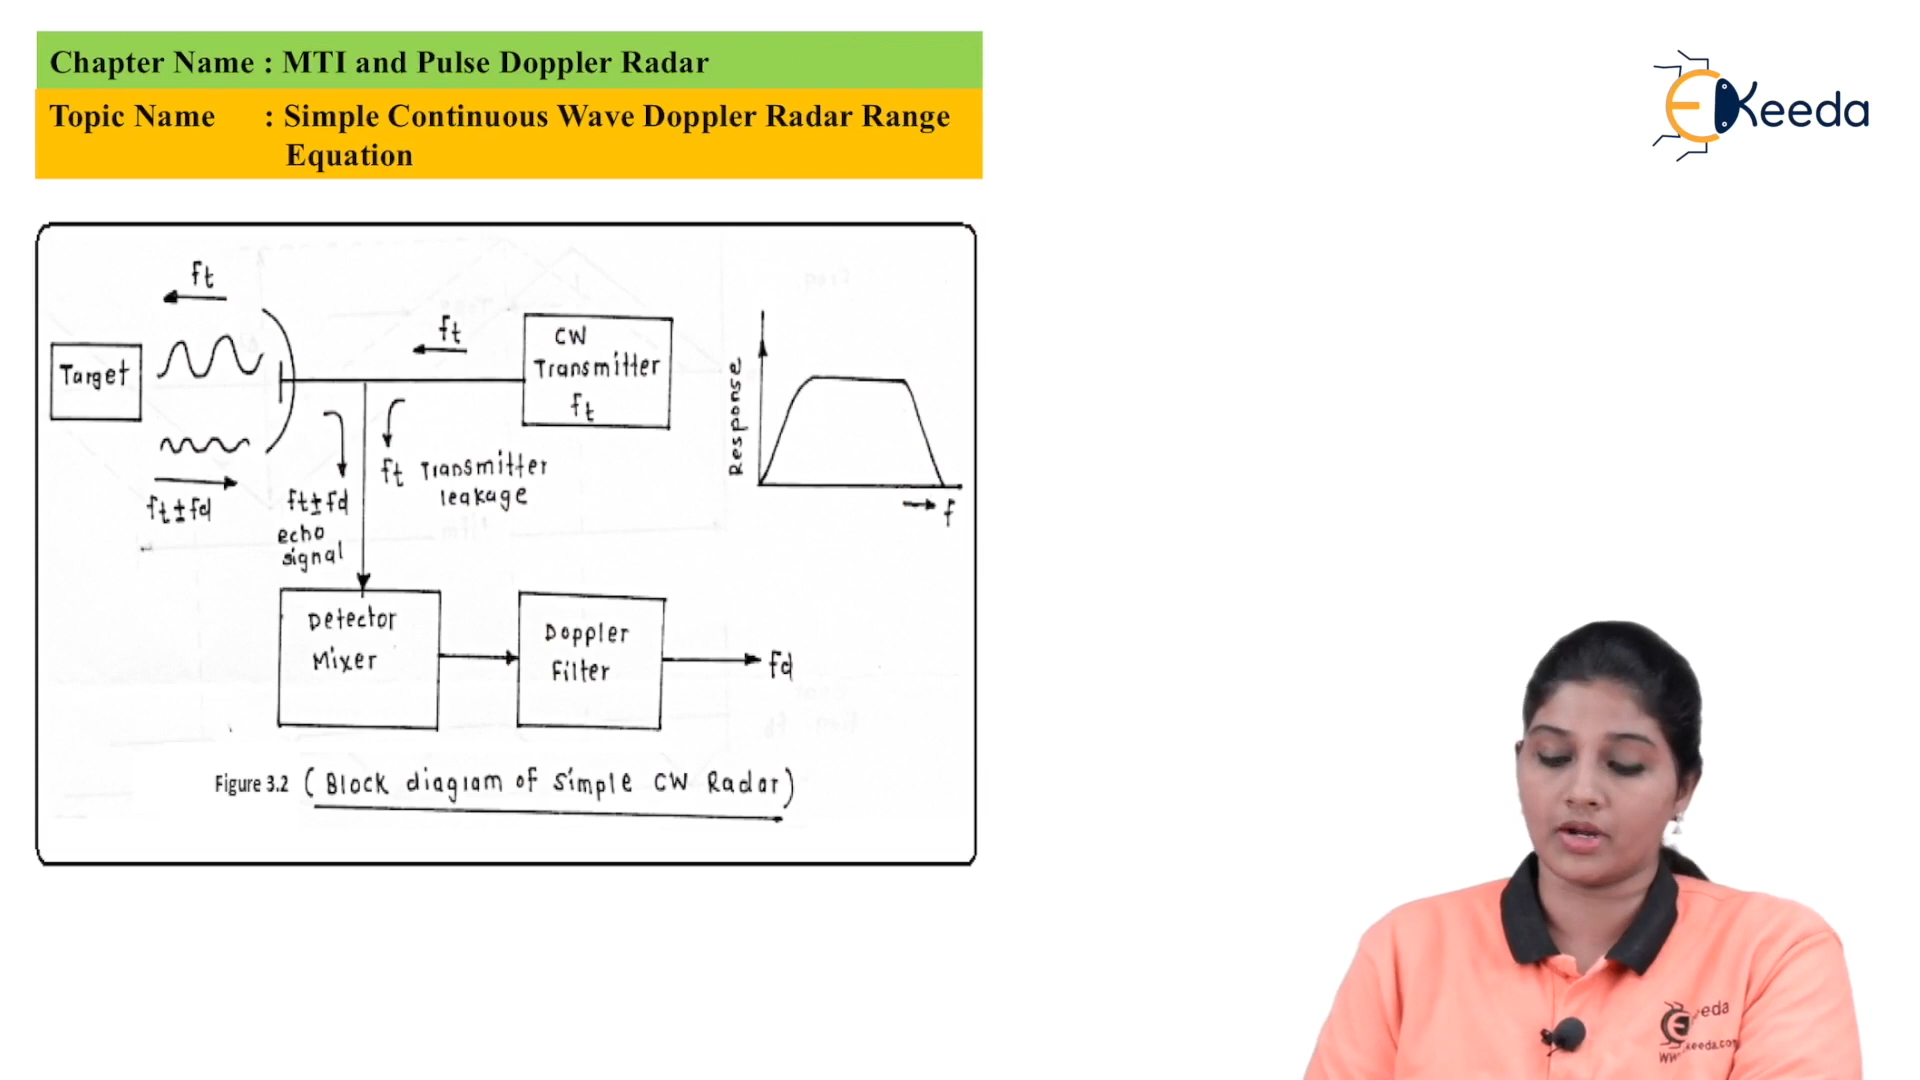 Chapter Name : MTI and Pulse Doppler Radar
Topic Name : Simple Continuous Wave Doppler Radar Range
Equation
EKeeda
ft
Target
ft
CW
Transmitter
ft
Response
ft Transmitter
leakage
ft±fd
ft±fd
echo
signal
f
Detector
Mixer
Doppler
Filter
fd
Figure 3.2 (Block diagram of simple CW Radar)